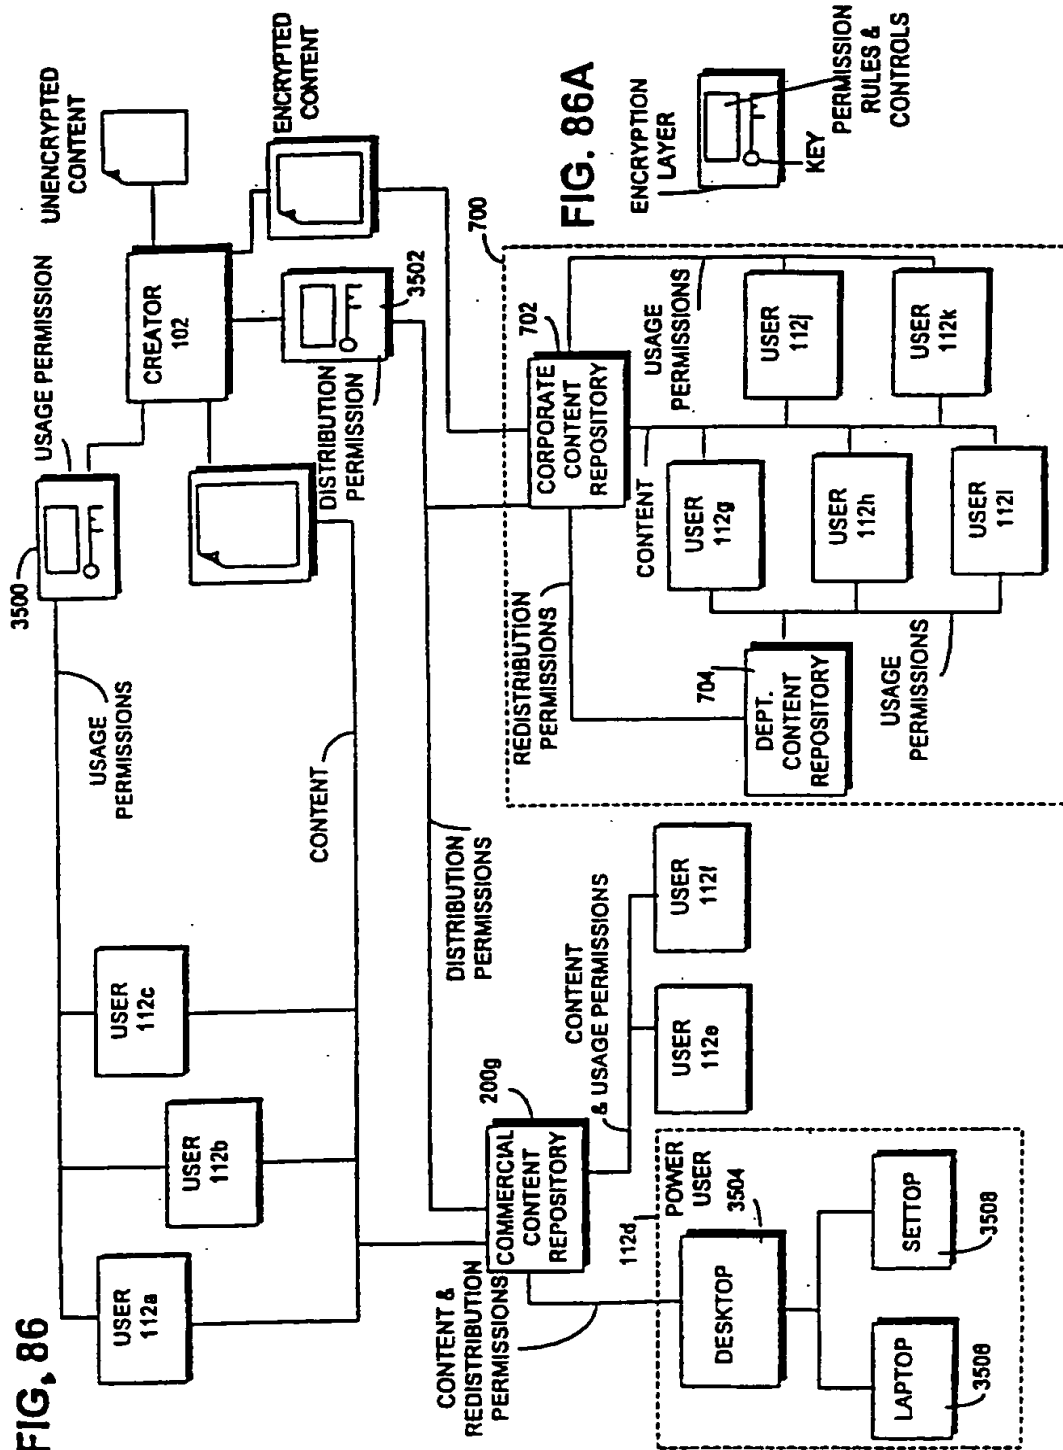 FIG. 86
3500
USAGE PERMISSION
UNENCRYPTED
CONTENT
CREATOR
102
ENCRYPTED
CONTENT
DISTRIBUTION
PERMISSION
3502
USAGE
PERMISSIONS
CONTENT
USER
112a
USER
112b
USER
112c
DISTRIBUTION
PERMISSIONS
COMMERCIAL
CONTENT
REPOSITORY
200g
CONTENT &
REDISTRIBUTION
PERMISSIONS
CONTENT
& USAGE PERMISSIONS
112d
POWER
USER
3504
DESKTOP
LAPTOP
3508
SETTOP
3508
USER
112e
USER
112f
700
702
CORPORATE
CONTENT
REPOSITORY
REDISTRIBUTION
PERMISSIONS
CONTENT
USAGE
PERMISSIONS
704
DEPT.
CONTENT
REPOSITORY
USER
112g
USER
112h
USER
112i
USER
112j
USER
112k
USAGE
PERMISSIONS
FIG. 86A
ENCRYPTION
LAYER
KEY
PERMISSION
RULES &
CONTROLS